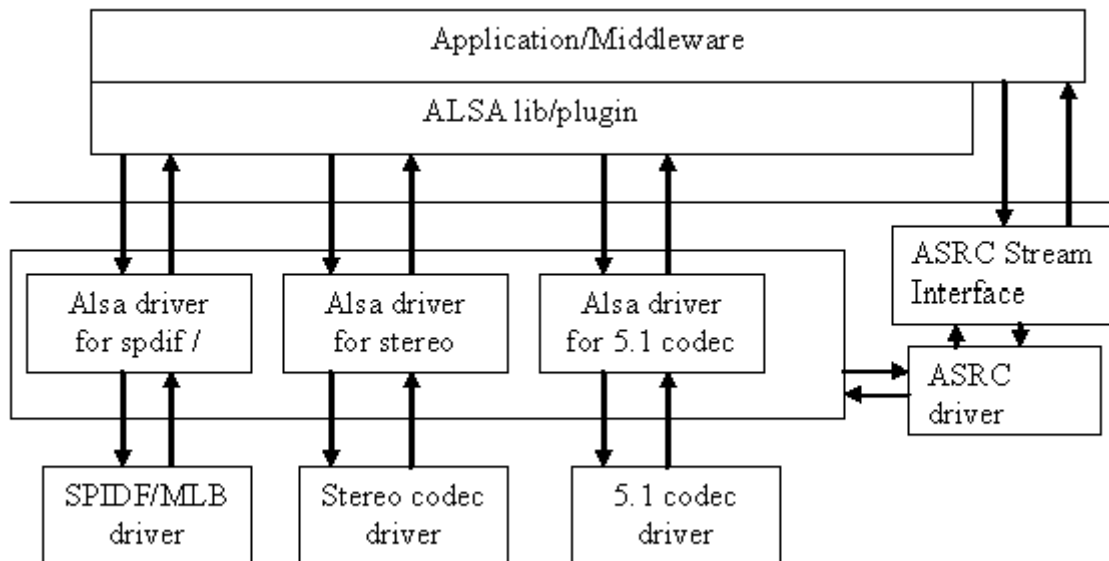 Application/Middleware
ALSA lib/plugin
ASRC Stream
Interface
Alsa driver
for spdif /
Alsa driver
for stereo
Alsa driver
for 5.1 codec
ASRC
driver
SPIDF/MLB
driver
Stereo codec
driver
5.1 codec
driver